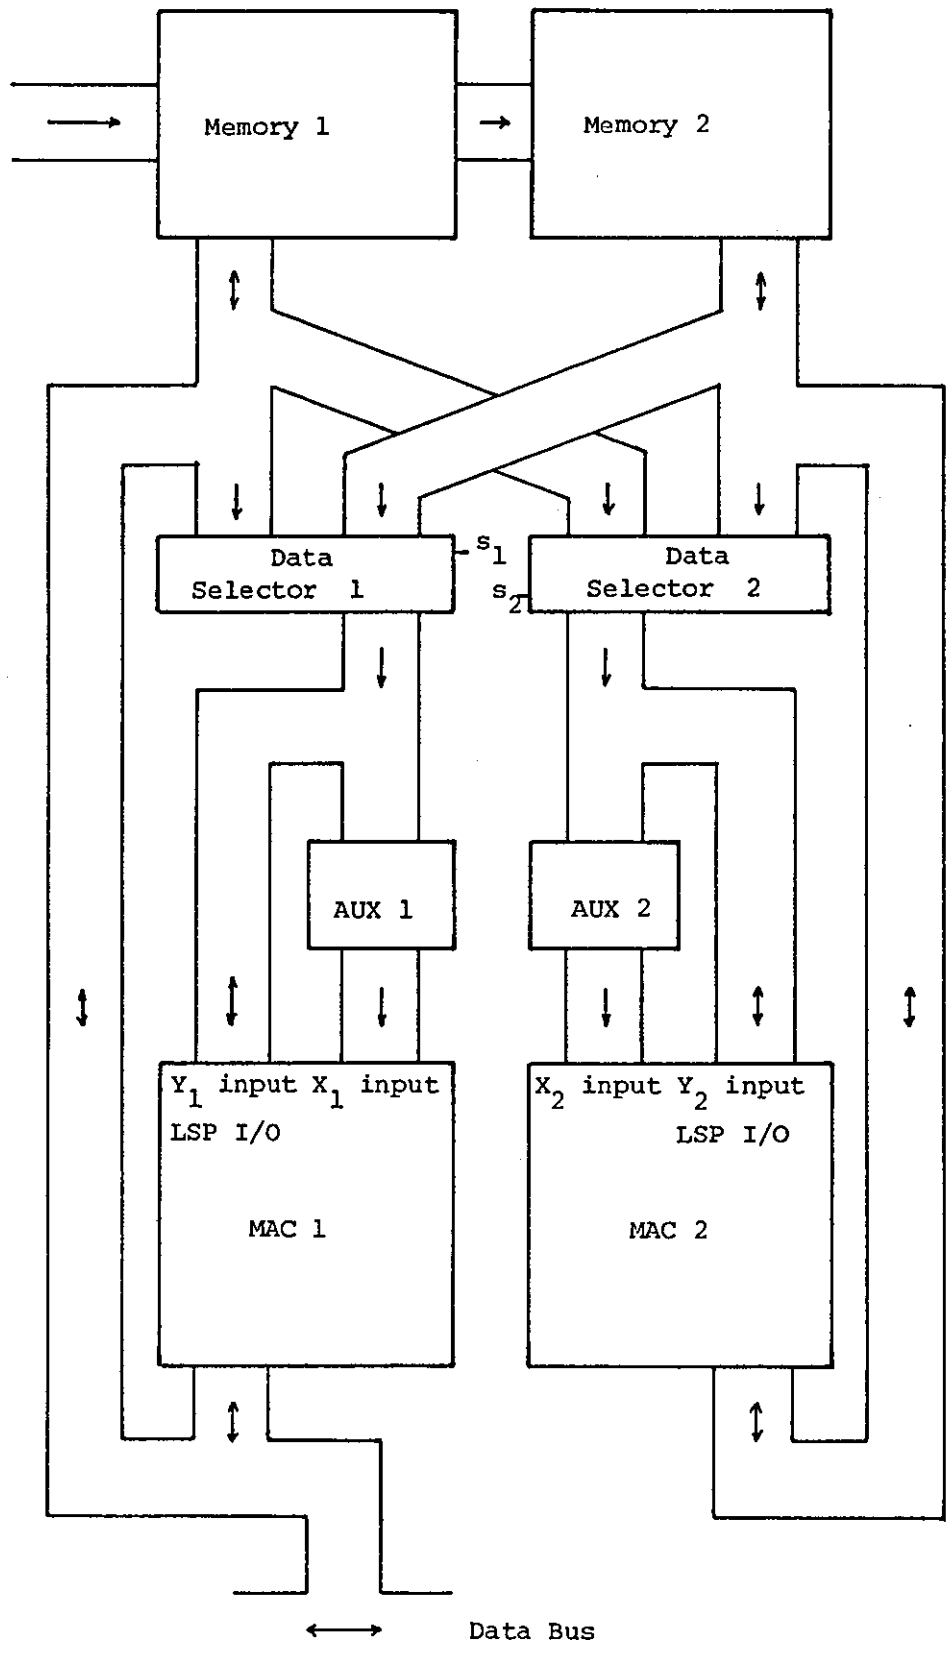 Memory 1
Memory 2
Data
Selector 1
s1
s2
Data
Selector 2
AUX 1
AUX 2
Y1 input X1 input
LSP I/O
MAC 1
X2 input Y2 input
LSP I/O
MAC 2
Data Bus